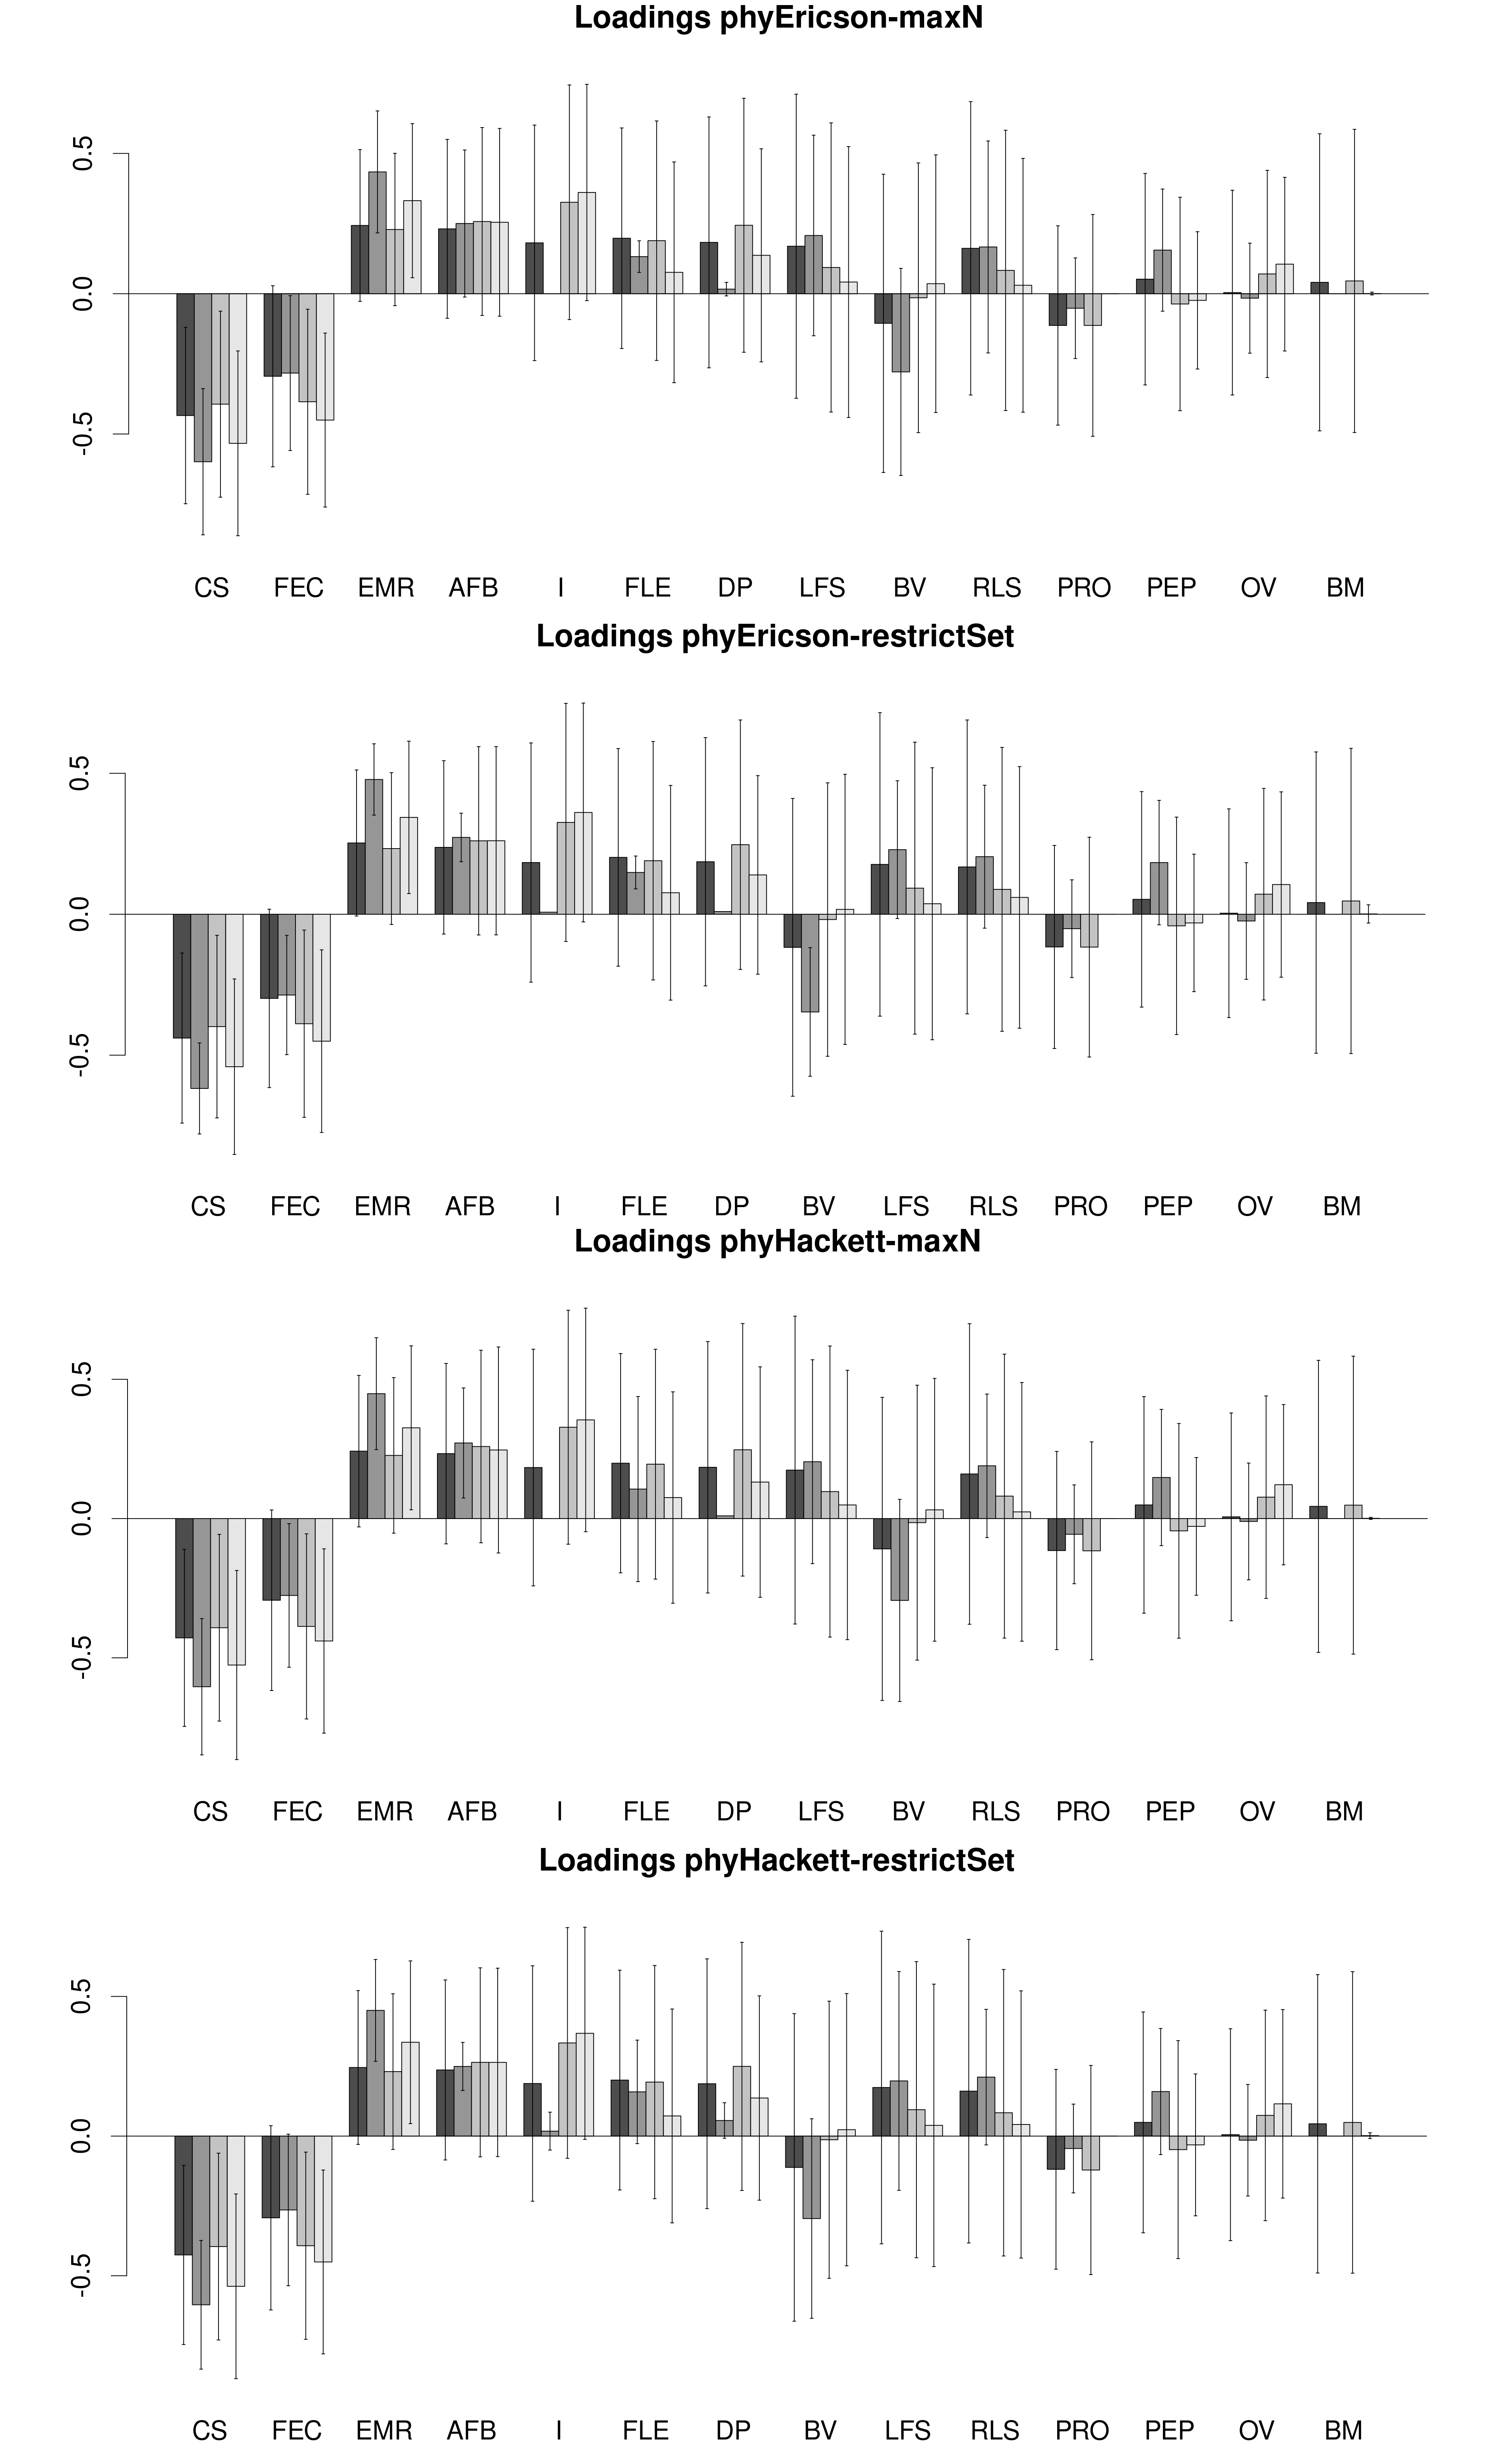 Loadings phyEricson-maxN
0.5
0.0
-0.5
CS FEC EMR AFB I FLE DP LFS BV RLS PRO PEP OV BM
Loadings phyEricson-restrictSet
0.5
0.0
-0.5
CS FEC EMR AFB I FLE DP BV LFS RLS PRO PEP OV BM
Loadings phyHackett-maxN
0.5
0.0
-0.5
CS FEC EMR AFB I FLE DP LFS BV RLS PRO PEP OV BM
Loadings phyHackett-restrictSet
0.5
0.0
-0.5
CS FEC EMR AFB I FLE DP BV LFS RLS PRO PEP OV BM